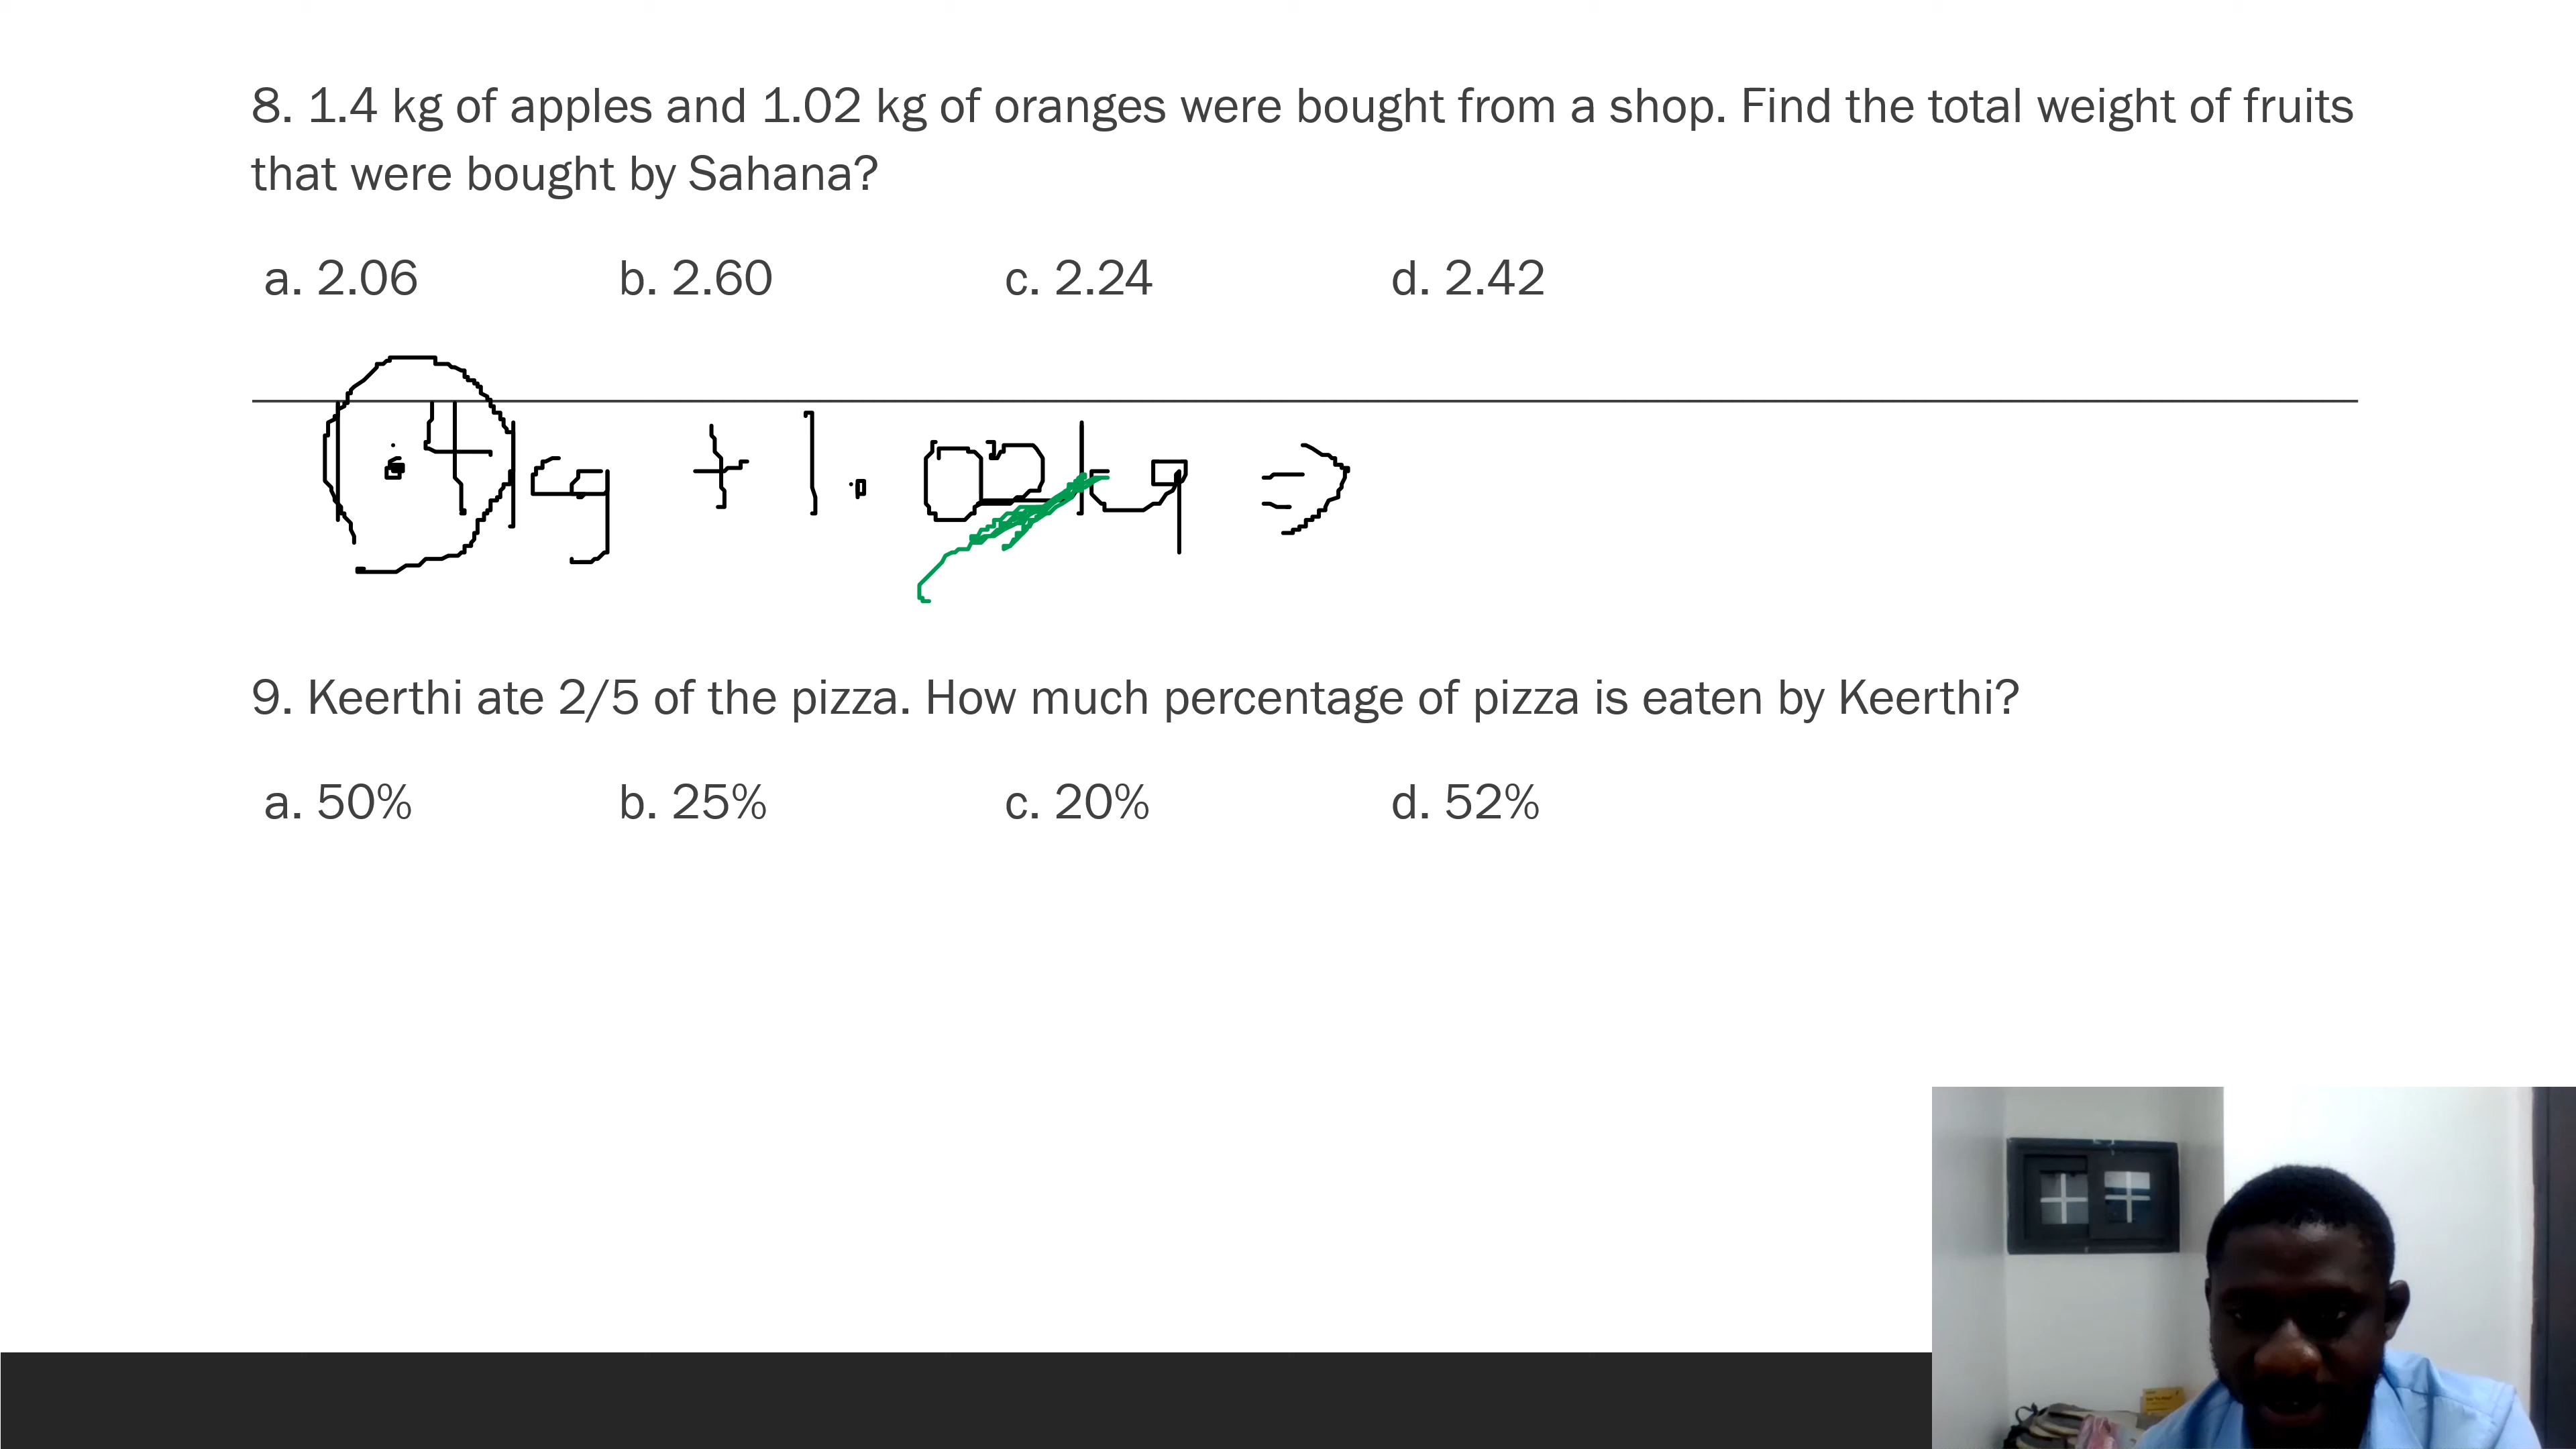 8. 1.4 kg of apples and 1.02 kg of oranges were bought from a shop. Find the total weight of fruits
that were bought by Sahana?
a. 2.06 b. 2.60 c. 2.24 d. 2.42
1.4 kg + 1.02 kg ⇒
9. Keerthi ate 2/5 of the pizza. How much percentage of pizza is eaten by Keerthi?
a. 50% b. 25% c. 20% d. 52%